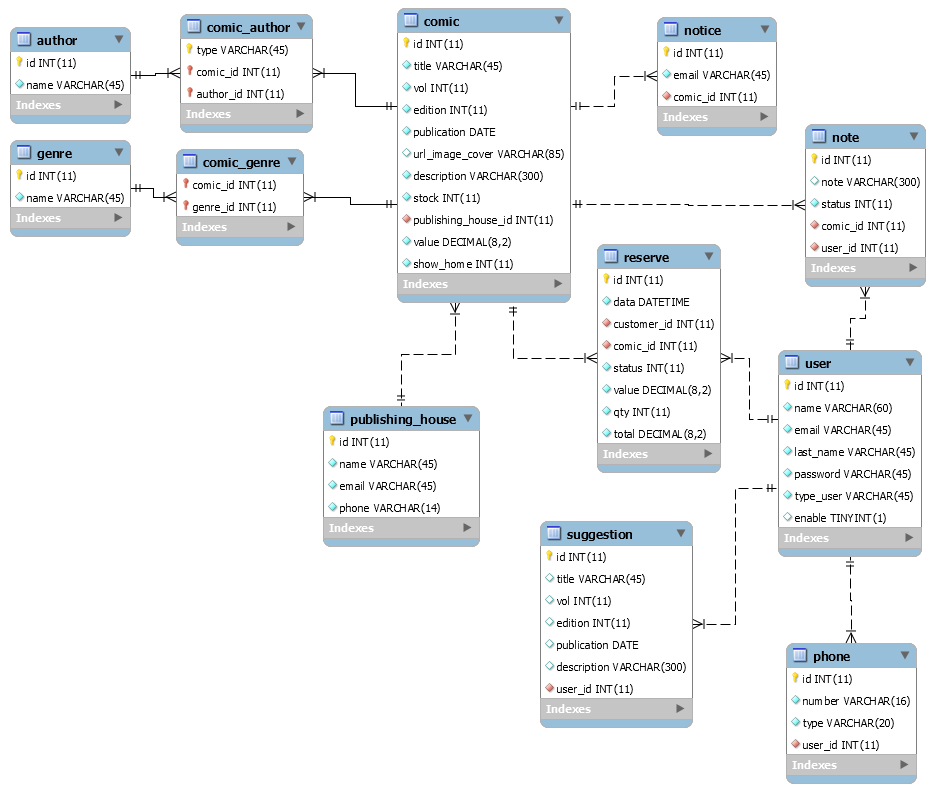 author
id INT(11)
name VARCHAR(45)
Indexes
comic_author
type VARCHAR(45)
comic_id INT(11)
author_id INT(11)
Indexes
comic
id INT(11)
title VARCHAR(45)
vol INT(11)
edition INT(11)
publication DATE
url_image_cover VARCHAR(85)
description VARCHAR(300)
stock INT(11)
publishing_house_id INT(11)
value DECIMAL(8,2)
show_home INT(11)
Indexes
notice
id INT(11)
email VARCHAR(45)
comic_id INT(11)
Indexes
genre
id INT(11)
name VARCHAR(45)
Indexes
comic_genre
comic_id INT(11)
genre_id INT(11)
Indexes
note
id INT(11)
note VARCHAR(300)
status INT(11)
comic_id INT(11)
user_id INT(11)
Indexes
reserve
id INT(11)
data DATETIME
customer_id INT(11)
comic_id INT(11)
status INT(11)
value DECIMAL(8,2)
qty INT(11)
total DECIMAL(8,2)
Indexes
user
id INT(11)
name VARCHAR(60)
email VARCHAR(45)
last_name VARCHAR(45)
password VARCHAR(45)
type_user VARCHAR(45)
enable TINYINT(1)
Indexes
publishing_house
id INT(11)
name VARCHAR(45)
email VARCHAR(45)
phone VARCHAR(14)
Indexes
suggestion
id INT(11)
title VARCHAR(45)
vol INT(11)
edition INT(11)
publication DATE
description VARCHAR(300)
user_id INT(11)
Indexes
phone
id INT(11)
number VARCHAR(16)
type VARCHAR(20)
user_id INT(11)
Indexes